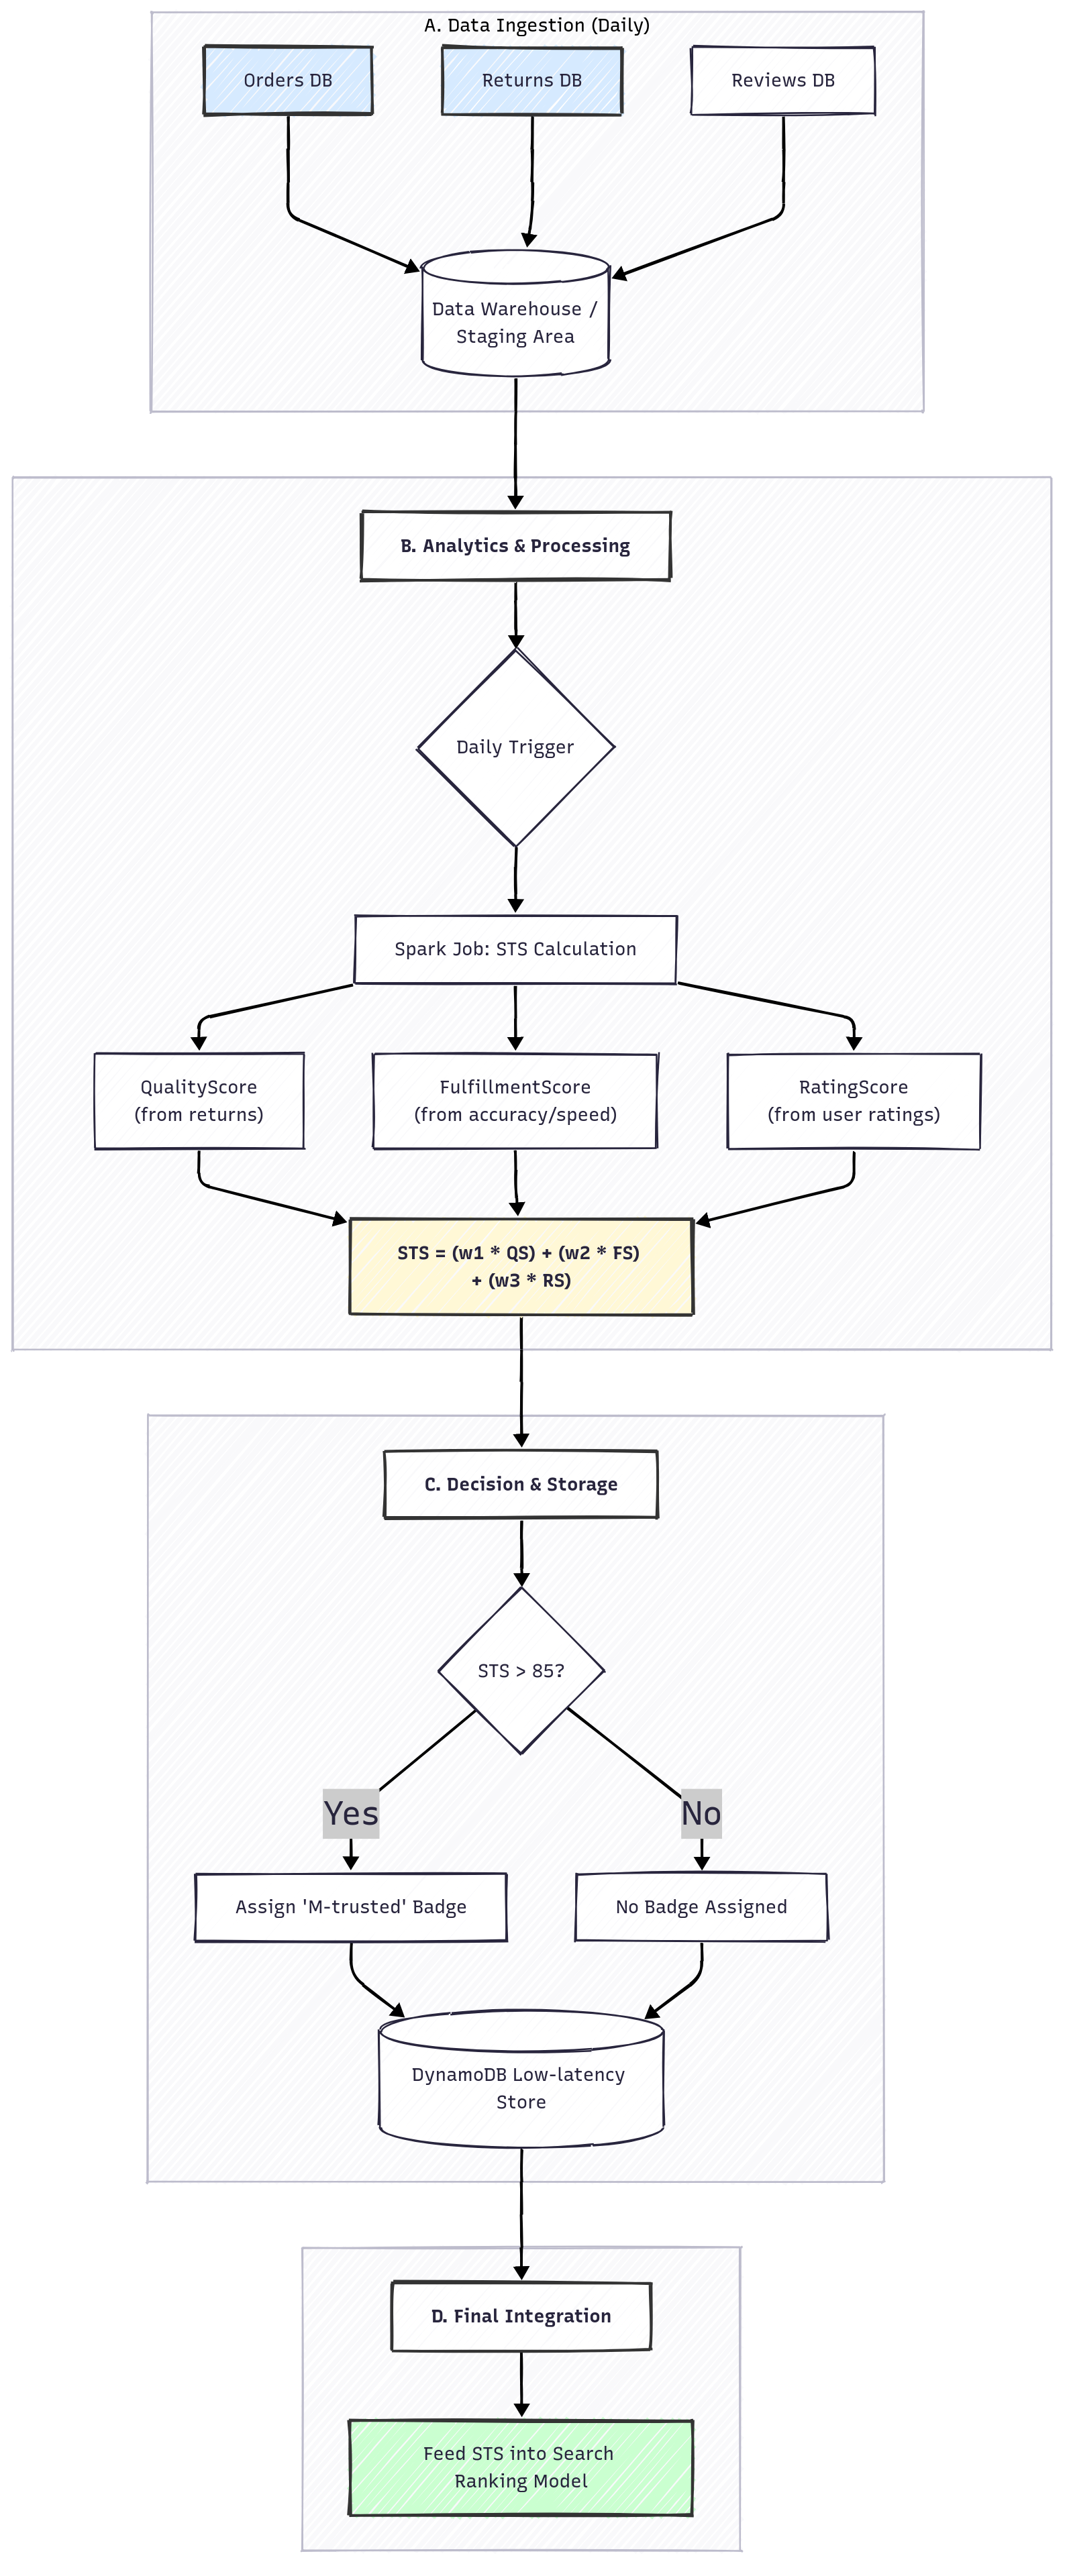 A. Data Ingestion (Daily)
Orders DB
Returns DB
Reviews DB
Data Warehouse /
Staging Area
B. Analytics & Processing
Daily Trigger
Spark Job: STS Calculation
QualityScore
(from returns)
FulfillmentScore
(from accuracy/speed)
RatingScore
(from user ratings)
STS = (w1 * QS) + (w2 * FS)
+ (w3 * RS)
C. Decision & Storage
STS > 85?
Yes
No
Assign 'M-trusted' Badge
No Badge Assigned
DynamoDB Low-latency
Store
D. Final Integration
Feed STS into Search
Ranking Model